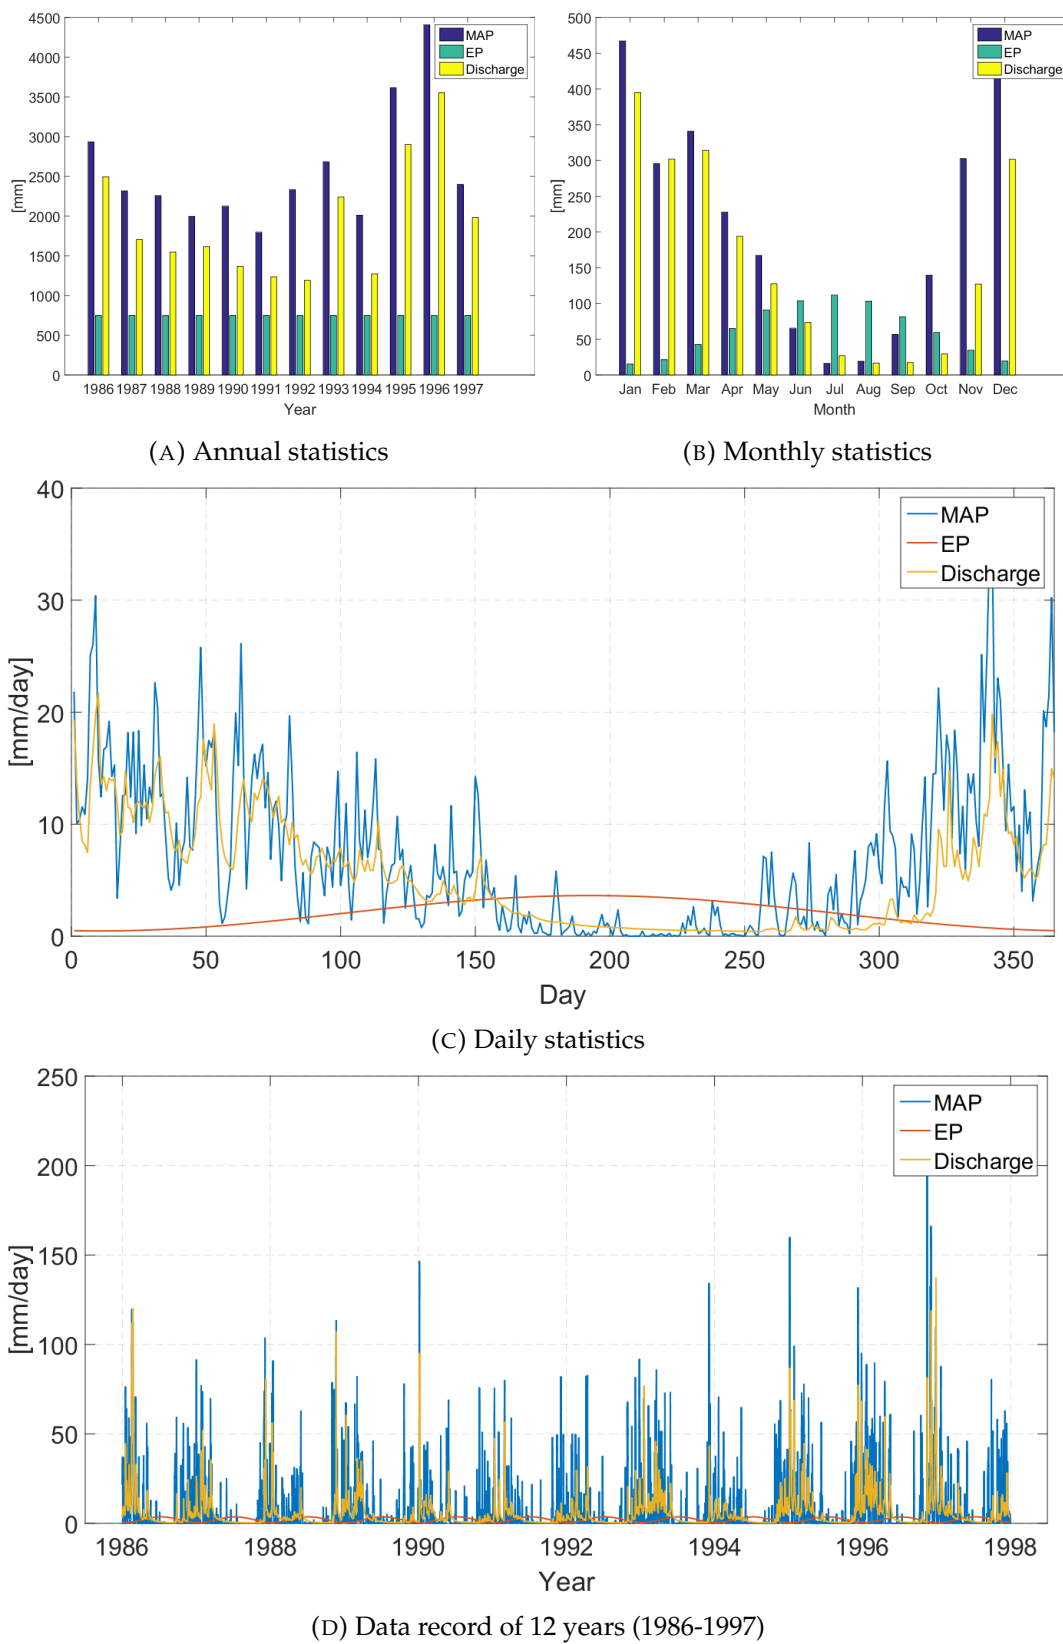 4500
4000
3500
3000
2500
2000
1500
1000
500
0
[mm]
MAP
EP
Discharge
1986 1987 1988 1989 1990 1991 1992 1993 1994 1995 1996 1997
Year
(A) Annual statistics
500
450
400
350
300
250
200
150
100
50
0
[mm]
MAP
EP
Discharge
Jan Feb Mar Apr May Jun Jul Aug Sep Oct Nov Dec
Month
(B) Monthly statistics
40
30
20
10
0
[mm/day]
MAP
EP
Discharge
0 50 100 150 200 250 300 350
Day
(C) Daily statistics
250
200
150
100
50
0
[mm/day]
MAP
EP
Discharge
1986 1988 1990 1992 1994 1996 1998
Year
(D) Data record of 12 years (1986-1997)